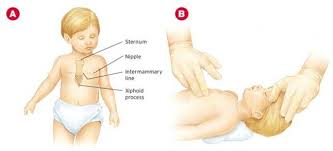 A
B
Sternum
Nipple
Intermammary
line
Xiphoid
process